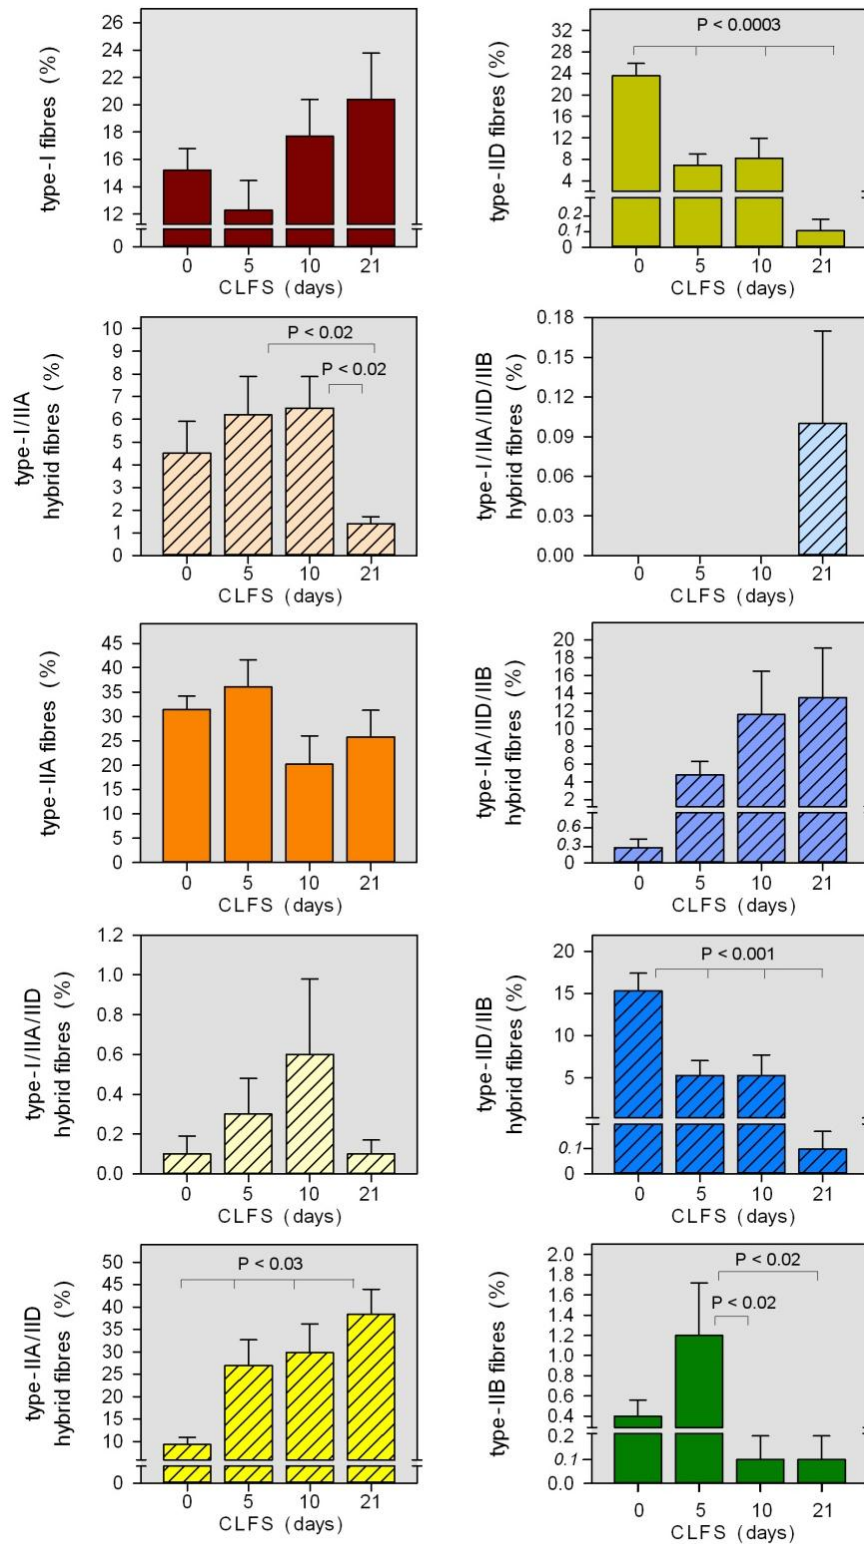 type-I fibres (%)
26
24
22
20
18
16
14
12
0
0 5 10 21
CLFS (days)
type-IID fibres (%)
P < 0.0003
32
28
24
20
16
12
8
4
0.2
0.1
0
0 5 10 21
CLFS (days)
type-I/IIA
hybrid fibres (%)
P < 0.02
P < 0.02
10
9
8
7
6
5
4
3
2
1
0
0 5 10 21
CLFS (days)
type-I/IIA/IID/IIB
hybrid fibres (%)
0.18
0.15
0.12
0.09
0.06
0.03
0.00
0 5 10 21
CLFS (days)
type-IIA fibres (%)
45
40
35
30
25
20
15
10
5
0
0 5 10 21
CLFS (days)
type-IIA/IID/IIB
hybrid fibres (%)
20
18
16
14
12
10
8
6
4
2
0.6
0.3
0
0 5 10 21
CLFS (days)
type-I/IIA/IID
hybrid fibres (%)
1.2
1.0
0.8
0.6
0.4
0.2
0.0
0 5 10 21
CLFS (days)
type-IID/IIB
hybrid fibres (%)
P < 0.001
20
15
10
5
0.1
0
0 5 10 21
CLFS (days)
type-IIA/IID
hybrid fibres (%)
P < 0.03
50
45
40
35
30
25
20
15
10
0
0 5 10 21
CLFS (days)
type-IIB fibres (%)
P < 0.02
P < 0.02
2.0
1.8
1.6
1.4
1.2
1.0
0.8
0.6
0.4
0.2
0.1
0.0
0 5 10 21
CLFS (days)